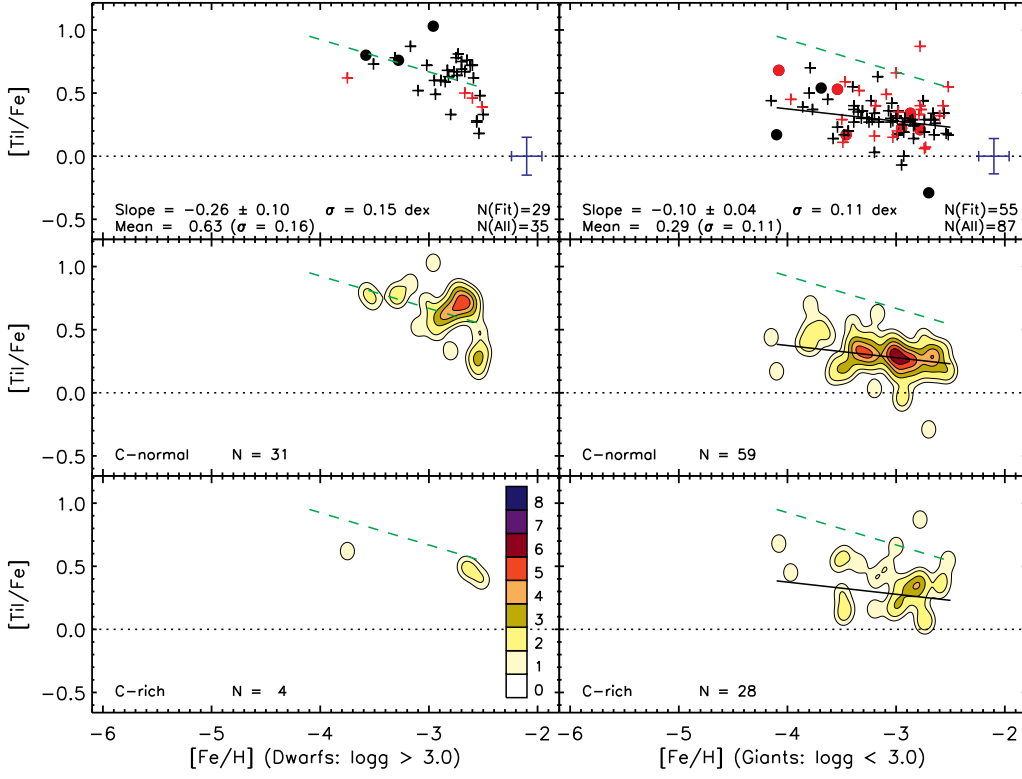 1.0
0.5
0.0
−0.5
[TiI/Fe]
Slope = −0.26 ± 0.10 σ = 0.15 dex N(Fit)=29
Mean = 0.63 (σ = 0.16) N(All)=35
Slope = −0.10 ± 0.04 σ = 0.11 dex N(Fit)=55
Mean = 0.29 (σ = 0.11) N(All)=87
1.0
0.5
0.0
−0.5
[TiI/Fe]
C−normal N = 31
C−normal N = 59
1.0
0.5
0.0
−0.5
[TiI/Fe]
C−rich N = 4
8
7
6
5
4
3
2
1
0
C−rich N = 28
−6 −5 −4 −3 −2
−6 −5 −4 −3 −2
[Fe/H] (Dwarfs: logg > 3.0)
[Fe/H] (Giants: logg < 3.0)